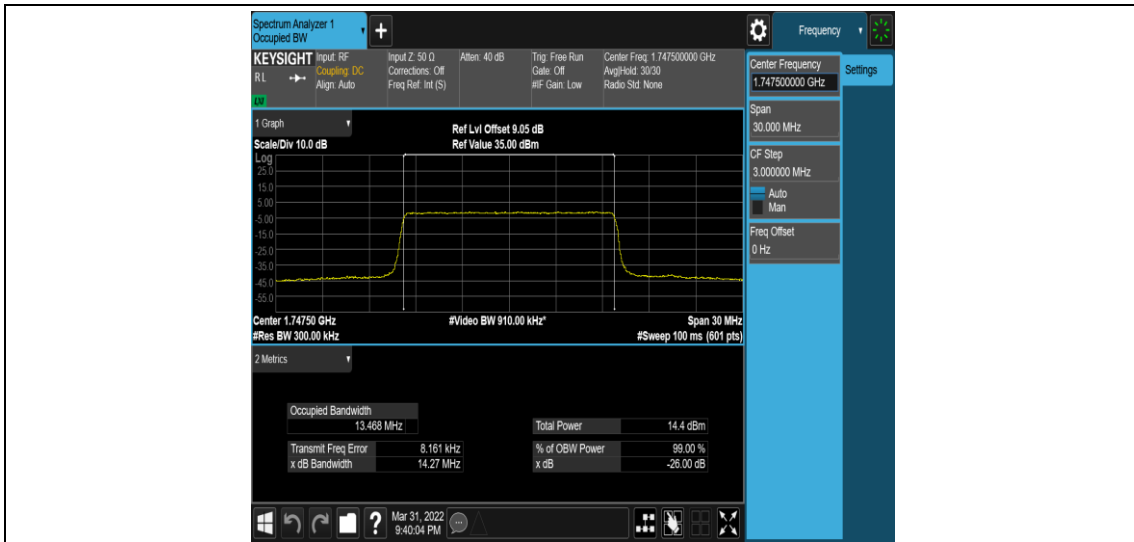 Spectrum Analyzer 1
Occupied BW
+
Frequency
KEYSIGHT
RL
LXI
Input: RF
Coupling: DC
Align: Auto
Input Z: 50 Ω
Corrections: Off
Freq Ref: Int (S)
Atten: 40 dB
Trig: Free Run
Gate: Off
#IF Gain: Low
Center Freq: 1.747500000 GHz
Avg|Hold: 30/30
Radio Std: None
Center Frequency
1.747500000 GHz
Settings
Span
30.000 MHz
CF Step
3.000000 MHz
Auto
Man
Freq Offset
0 Hz
1 Graph
Scale/Div 10.0 dB
Ref Lvl Offset 9.05 dB
Ref Value 35.00 dBm
Log
25.0
15.0
5.00
-5.00
-15.0
-25.0
-35.0
-45.0
-55.0
Center 1.74750 GHz
#Res BW 300.00 kHz
#Video BW 910.00 kHz*
Span 30 MHz
#Sweep 100 ms (601 pts)
2 Metrics
Occupied Bandwidth
13.468 MHz
Transmit Freq Error 8.161 kHz
x dB Bandwidth 14.27 MHz
Total Power 14.4 dBm
% of OBW Power 99.00 %
x dB -26.00 dB
?
Mar 31, 2022
9:40:04 PM